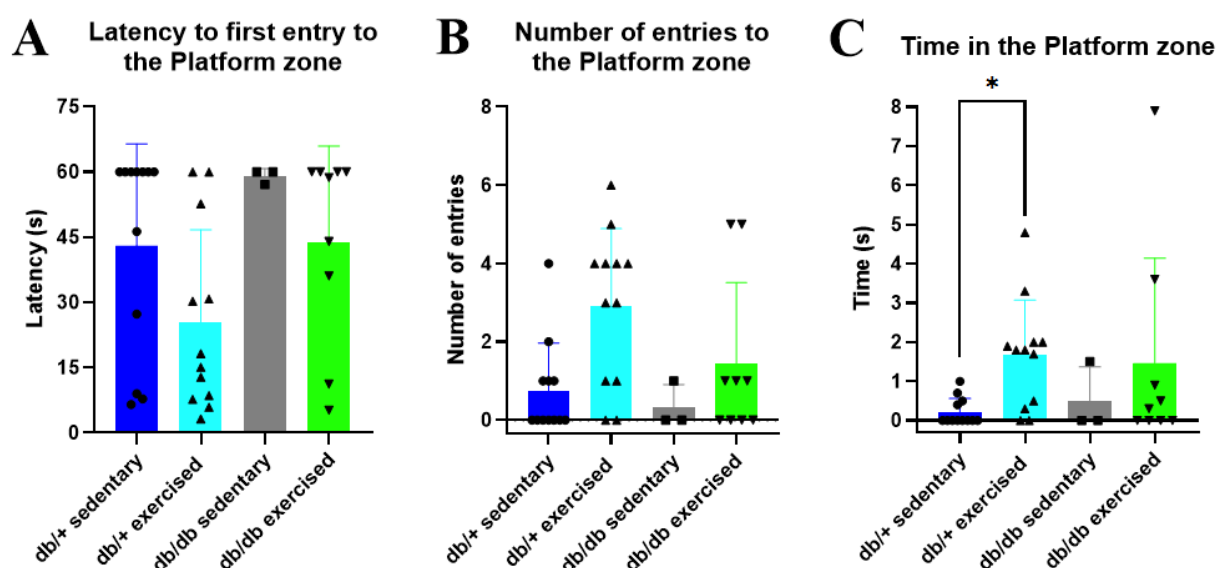 A
Latency to first entry to
the Platform zone
Latency (s)
75
60
45
30
15
0
db/+ sedentary
db/+ exercised
db/db sedentary
db/db exercised
B
Number of entries to
the Platform zone
Number of entries
8
6
4
2
0
db/+ sedentary
db/+ exercised
db/db sedentary
db/db exercised
C
Time in the Platform zone
*
Time (s)
8
7
6
5
4
3
2
1
0
db/+ sedentary
db/+ exercised
db/db sedentary
db/db exercised